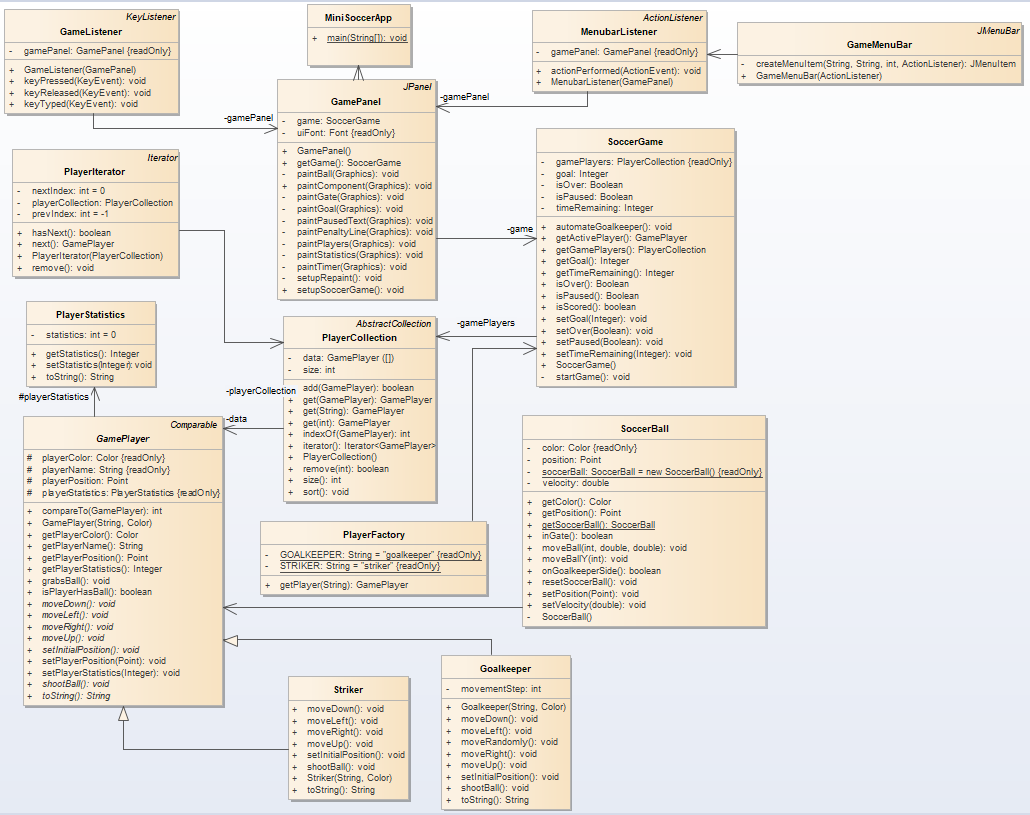 KeyListener
GameListener
- gamePanel: GamePanel {readOnly}
+ GameListener(GamePanel)
+ keyPressed(KeyEvent): void
+ keyReleased(KeyEvent): void
+ keyTyped(KeyEvent): void
MiniSoccerApp
+ main(String[]): void
ActionListener
MenubarListener
- gamePanel: GamePanel {readOnly}
+ actionPerformed(ActionEvent): void
+ MenubarListener(GamePanel)
JMenuBar
GameMenuBar
- createMenuItem(String, String, int, ActionListener): JMenuItem
+ GameMenuBar(ActionListener)
-gamePanel
-gamePanel
JPanel
GamePanel
- game: SoccerGame
- uiFont: Font {readOnly}
+ GamePanel()
+ getGame(): SoccerGame
- paintBall(Graphics): void
+ paintComponent(Graphics): void
- paintGate(Graphics): void
- paintGoal(Graphics): void
- paintPausedText(Graphics): void
- paintPenaltyLine(Graphics): void
- paintPlayers(Graphics): void
- paintStatistics(Graphics): void
- paintTimer(Graphics): void
- setupRepaint(): void
+ setupSoccerGame(): void
-game
SoccerGame
- gamePlayers: PlayerCollection {readOnly}
- goal: Integer
- isOver: Boolean
- isPaused: Boolean
- timeRemaining: Integer
+ automateGoalkeeper(): void
+ getActivePlayer(): GamePlayer
+ getGamePlayers(): PlayerCollection
+ getGoal(): Integer
+ getTimeRemaining(): Integer
+ isOver(): Boolean
+ isPaused(): Boolean
+ isScored(): boolean
+ setGoal(Integer): void
+ setOver(Boolean): void
+ setPaused(Boolean): void
+ setTimeRemaining(Integer): void
+ SoccerGame()
- startGame(): void
Iterator
PlayerIterator
- nextIndex: int = 0
- playerCollection: PlayerCollection
- prevIndex: int = -1
+ hasNext(): boolean
+ next(): GamePlayer
+ PlayerIterator(PlayerCollection)
+ remove(): void
PlayerStatistics
- statistics: int = 0
+ getStatistics(): Integer
+ setStatistics(Integer): void
+ toString(): String
#playerStatistics
-gamePlayers
-playerCollection
-data
AbstractCollection
PlayerCollection
- data: GamePlayer ([])
- size: int
+ add(GamePlayer): boolean
+ get(GamePlayer): GamePlayer
+ get(String): GamePlayer
+ get(int): GamePlayer
+ indexOf(GamePlayer): int
+ iterator(): Iterator<GamePlayer>
+ PlayerCollection()
+ remove(int): boolean
+ size(): int
+ sort(): void
Comparable
GamePlayer
# playerColor: Color {readOnly}
# playerName: String {readOnly}
# playerPosition: Point
# playerStatistics: PlayerStatistics {readOnly}
+ compareTo(GamePlayer): int
+ GamePlayer(String, Color)
+ getPlayerColor(): Color
+ getPlayerName(): String
+ getPlayerPosition(): Point
+ getPlayerStatistics(): Integer
+ grabsBall(): void
+ isPlayerHasBall(): boolean
+ moveDown(): void
+ moveLeft(): void
+ moveRight(): void
+ moveUp(): void
+ setInitialPosition(): void
+ setPlayerPosition(Point): void
+ setPlayerStatistics(Integer): void
+ shootBall(): void
+ toString(): String
PlayerFactory
- GOALKEEPER: String = "goalkeeper" {readOnly}
- STRIKER: String = "striker" {readOnly}
+ getPlayer(String): GamePlayer
SoccerBall
- color: Color {readOnly}
- position: Point
- soccerBall: SoccerBall = new SoccerBall() {readOnly}
- velocity: double
+ getColor(): Color
+ getPosition(): Point
+ getSoccerBall(): SoccerBall
+ inGate(): boolean
+ moveBall(int, double, double): void
+ moveBallY(int): void
+ onGoalkeeperSide(): boolean
+ resetSoccerBall(): void
+ setPosition(Point): void
+ setVelocity(double): void
- SoccerBall()
Striker
+ moveDown(): void
+ moveLeft(): void
+ moveRight(): void
+ moveUp(): void
+ setInitialPosition(): void
+ shootBall(): void
+ Striker(String, Color)
+ toString(): String
Goalkeeper
- movementStep: int
+ Goalkeeper(String, Color)
+ moveDown(): void
+ moveLeft(): void
+ moveRandomly(): void
+ moveRight(): void
+ moveUp(): void
+ setInitialPosition(): void
+ shootBall(): void
+ toString(): String